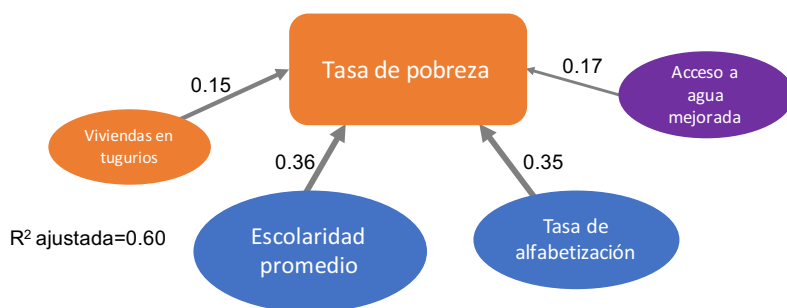 Tasa de pobreza
0.15
0.17
Acceso a
agua
mejorada
Viviendas en
tugurios
0.36
0.35
R² ajustada=0.60
Escolaridad
promedio
Tasa de
alfabetización